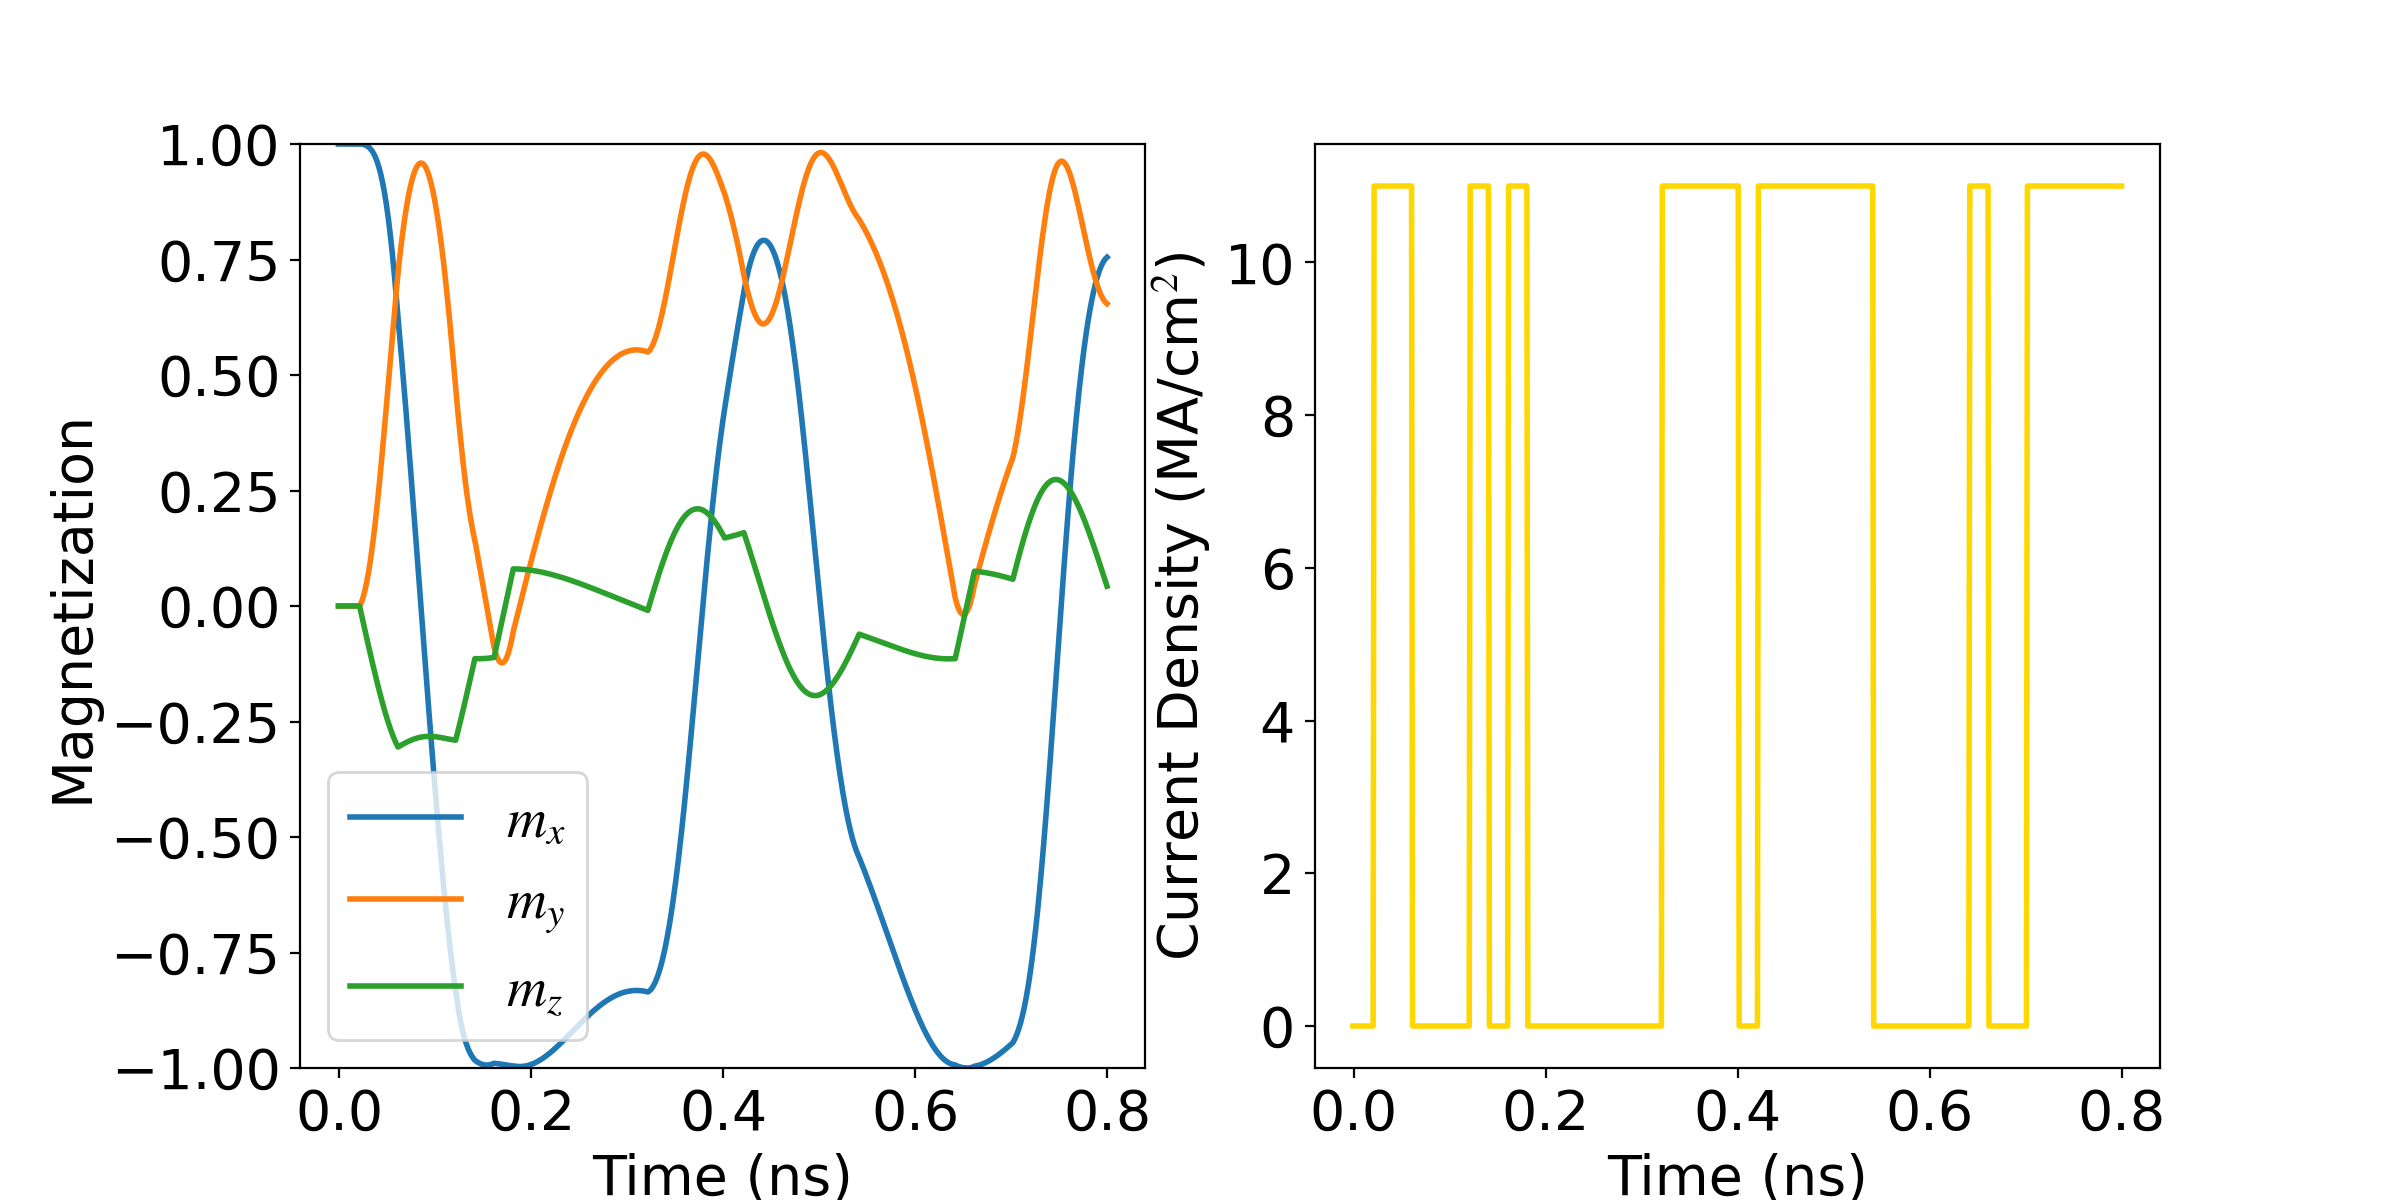 1.00
0.75
0.50
0.25
0.00
−0.25
−0.50
−0.75
−1.00
Magnetization
m_x
m_y
m_z
0.0 0.2 0.4 0.6 0.8
Time (ns)
10
8
6
4
2
0
Current Density (MA/cm²)
0.0 0.2 0.4 0.6 0.8
Time (ns)